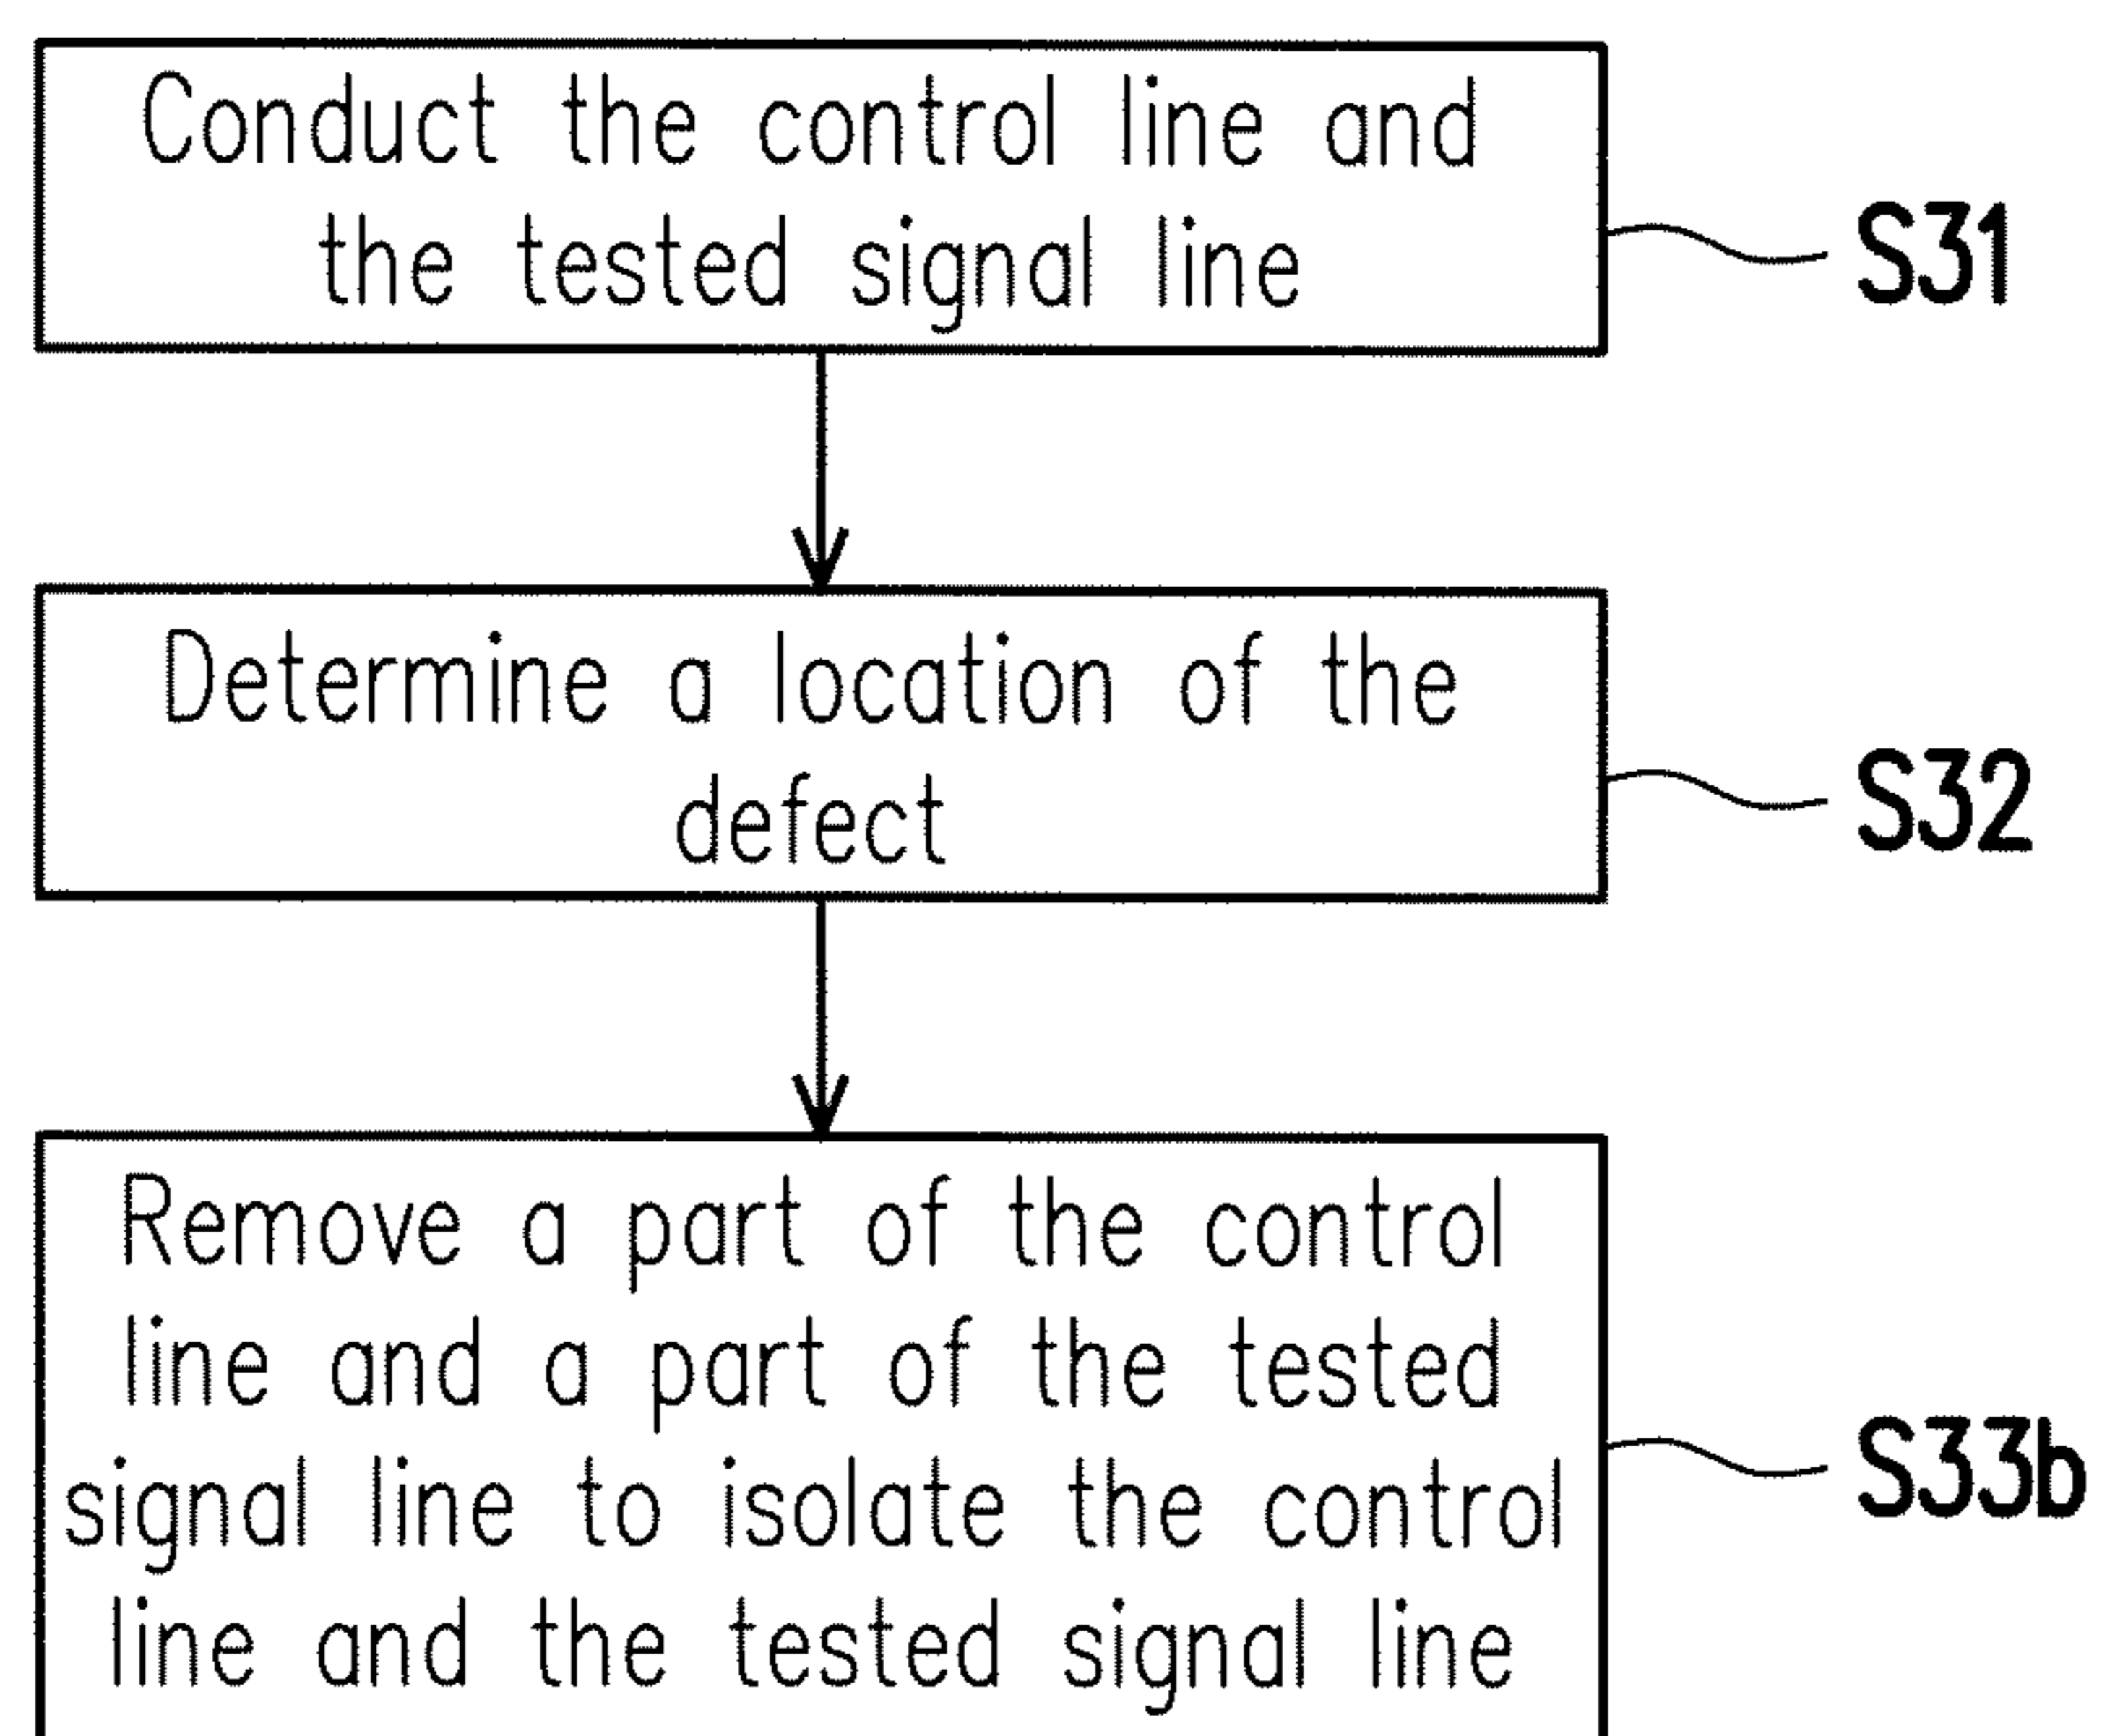 Conduct the control line and
the tested signal line
S31
Determine a location of the
defect
S32
Remove a part of the control
line and a part of the tested
signal line to isolate the control
line and the tested signal line
S33b